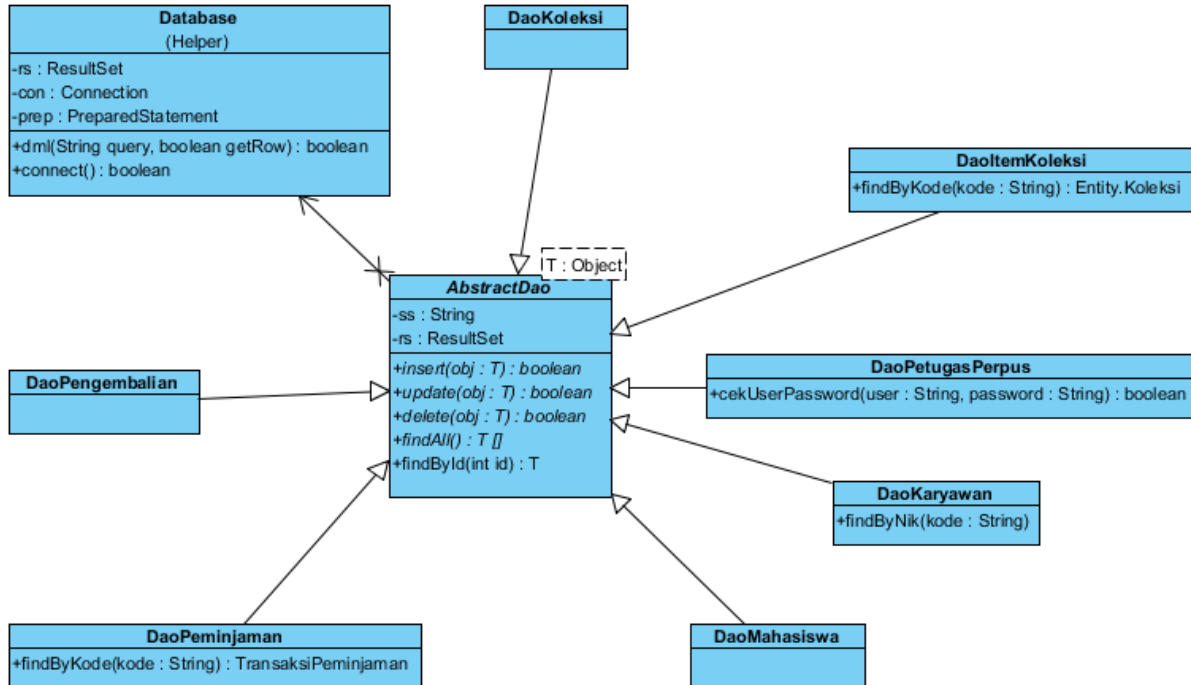 Database
(Helper)
-rs : ResultSet
-con : Connection
-prep : PreparedStatement
+dml(String query, boolean getRow) : boolean
+connect() : boolean
DaoKoleksi
DaoItemKoleksi
+findByKode(kode : String) : Entity.Koleksi
T : Object
AbstractDao
-ss : String
-rs : ResultSet
+insert(obj : T) : boolean
+update(obj : T) : boolean
+delete(obj : T) : boolean
+findAll() : T []
+findById(int id) : T
DaoPengembalian
DaoPetugasPerpus
+cekUserPassword(user : String, password : String) : boolean
DaoKaryawan
+findByNik(kode : String)
DaoPeminjaman
+findByKode(kode : String) : TransaksiPeminjaman
DaoMahasiswa